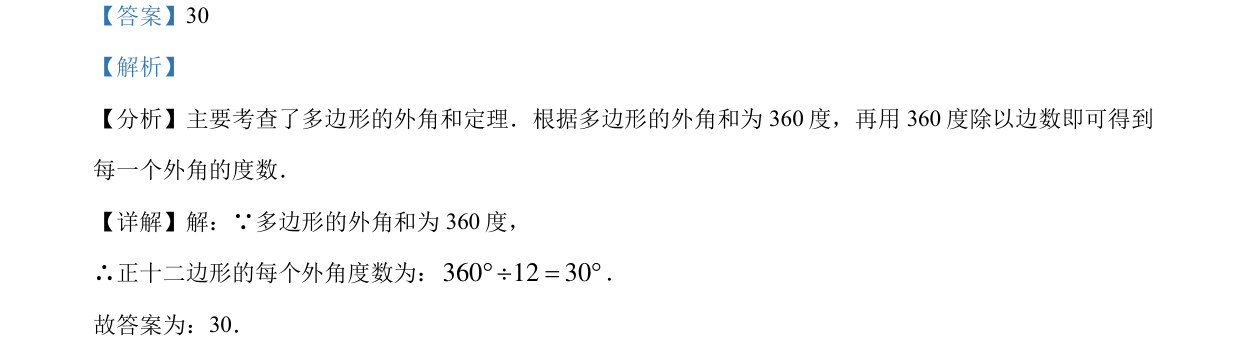 【答案】30
【解析】
【分析】主要考查了多边形的外角和定理．根据多边形的外角和为 360 度，再用 360 度除以边数即可得到
每一个外角的度数．
【详解】解：∵多边形的外角和为 360 度，
∴正十二边形的每个外角度数为：360°÷12＝30°．
故答案为：30．